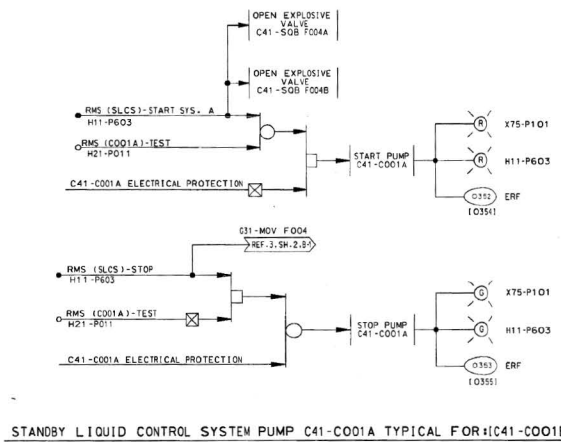 OPEN EXPLOSIVE
VALVE
C41-SQB F004A
OPEN EXPLOSIVE
VALVE
C41-SQB F004B
RMS (SLCS)-START SYS. A
H11-P603
RMS (C001A)-TEST
H21-P011
C41-C001A ELECTRICAL PROTECTION
START PUMP
C41-C001A
R
X75-P101
R
H11-P603
0352
ERF
[0354]
G31-MOV F004
REF.3.SH.2.B-1
RMS (SLCS)-STOP
H11-P603
RMS (C001A)-TEST
H21-P011
C41-C001A ELECTRICAL PROTECTION
STOP PUMP
C41-C001A
G
X75-P101
G
H11-P603
0353
ERF
[0355]
STANDBY LIQUID CONTROL SYSTEM PUMP C41-C001A TYPICAL FOR:[C41-C001